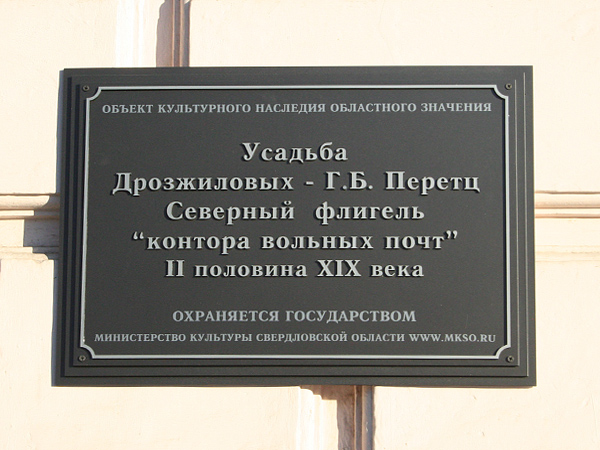 ОБЪЕКТ КУЛЬТУРНОГО НАСЛЕДИЯ ОБЛАСТНОГО ЗНАЧЕНИЯ
Усадьба
Дрозжиловых - Г.Б. Перетц
Северный флигель
“контора вольных почт”
II половина XIX века
ОХРАНЯЕТСЯ ГОСУДАРСТВОМ
МИНИСТЕРСТВО КУЛЬТУРЫ СВЕРДЛОВСКОЙ ОБЛАСТИ WWW.MKSO.RU